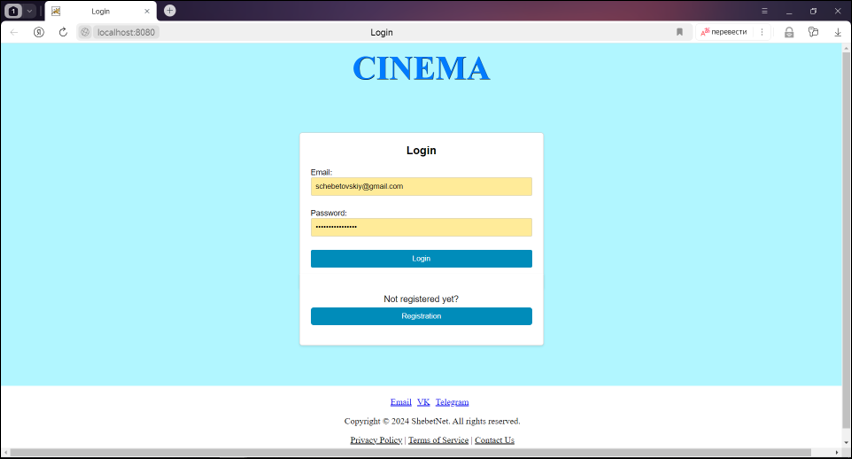 1
Login
localhost:8080
Login
перевести
CINEMA
Login
Email:
schebetovskiy@gmail.com
Password:
••••••••••••••••
Login
Not registered yet?
Registration
Email VK Telegram
Copyright © 2024 ShebetNet. All rights reserved.
Privacy Policy | Terms of Service | Contact Us